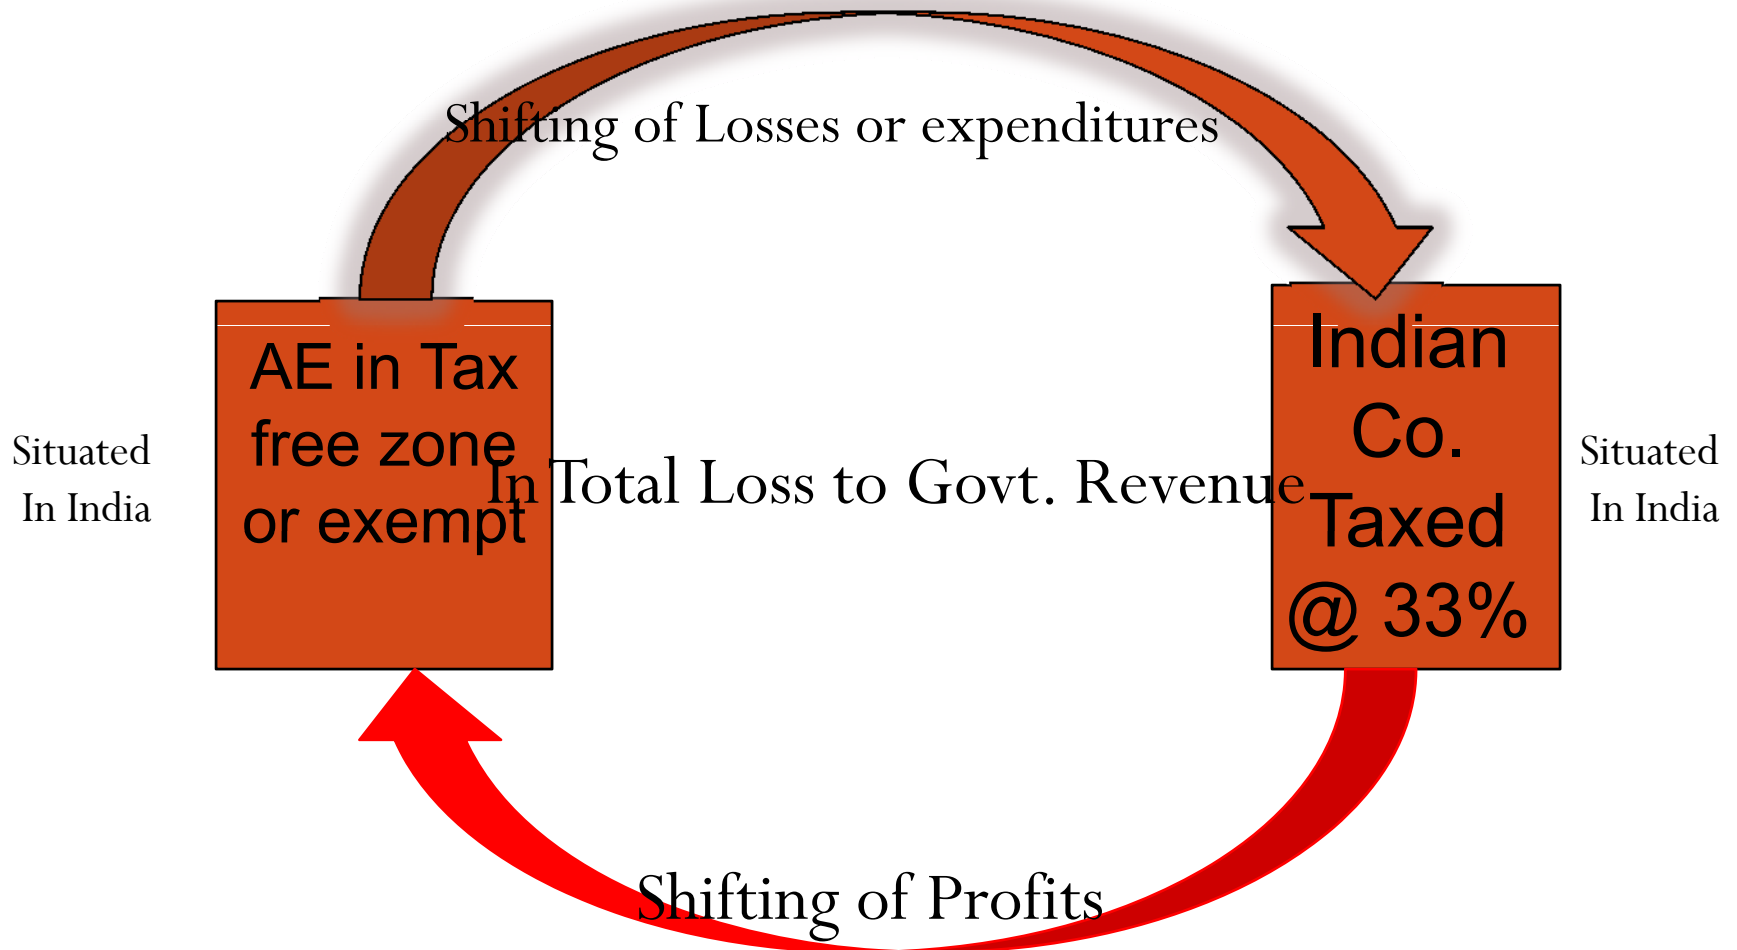 Shifting of Losses or expenditures
Situated
In India
AE in Tax
free zone
or exempt
In Total Loss to Govt. Revenue
Indian
Co.
Taxed
@ 33%
Situated
In India
Shifting of Profits